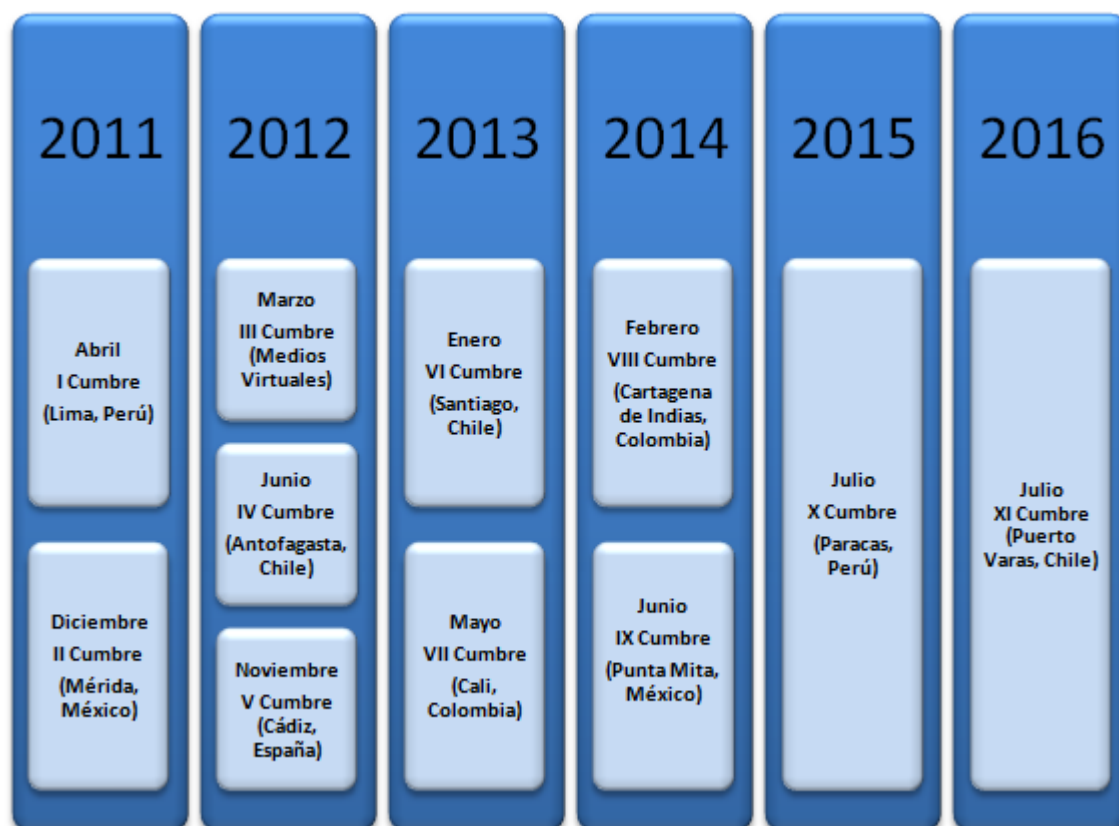 2011
Abril
I Cumbre
(Lima, Perú)
Diciembre
II Cumbre
(Mérida,
México)
2012
Marzo
III Cumbre
(Medios
Virtuales)
Junio
IV Cumbre
(Antofagasta,
Chile)
Noviembre
V Cumbre
(Cádiz,
España)
2013
Enero
VI Cumbre
(Santiago,
Chile)
Mayo
VII Cumbre
(Cali,
Colombia)
2014
Febrero
VIII Cumbre
(Cartagena
de Indias,
Colombia)
Junio
IX Cumbre
(Punta Mita,
México)
2015
Julio
X Cumbre
(Paracas,
Perú)
2016
Julio
XI Cumbre
(Puerto
Varas, Chile)